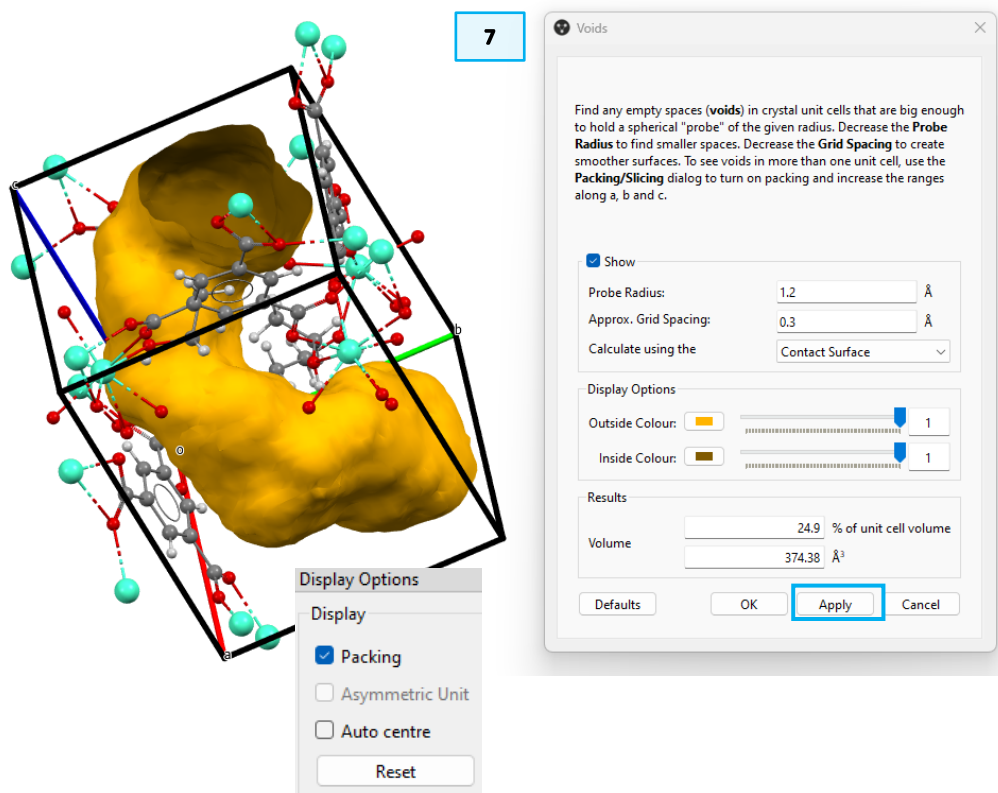 7
Voids
Find any empty spaces (voids) in crystal unit cells that are big enough
to hold a spherical "probe" of the given radius. Decrease the Probe
Radius to find smaller spaces. Decrease the Grid Spacing to create
smoother surfaces. To see voids in more than one unit cell, use the
Packing/Slicing dialog to turn on packing and increase the ranges
along a, b and c.
Show
Probe Radius: 1.2 Å
Approx. Grid Spacing: 0.3 Å
Calculate using the Contact Surface
Display Options
Outside Colour: 1
Inside Colour: 1
Results
Volume
24.9 % of unit cell volume
374.38 Å³
Defaults OK Apply Cancel
c
b
o
a
Display Options
Display
Packing
Asymmetric Unit
Auto centre
Reset